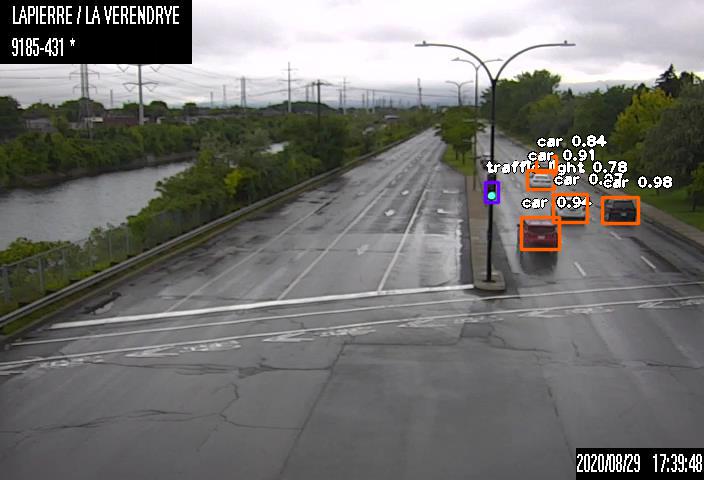 LAPIERRE / LA VERENDRYE
9185-431 *
car 0.84
car 0.91
traffic light 0.78
car 0.98
car 0.94
2020/08/29 17:39:48